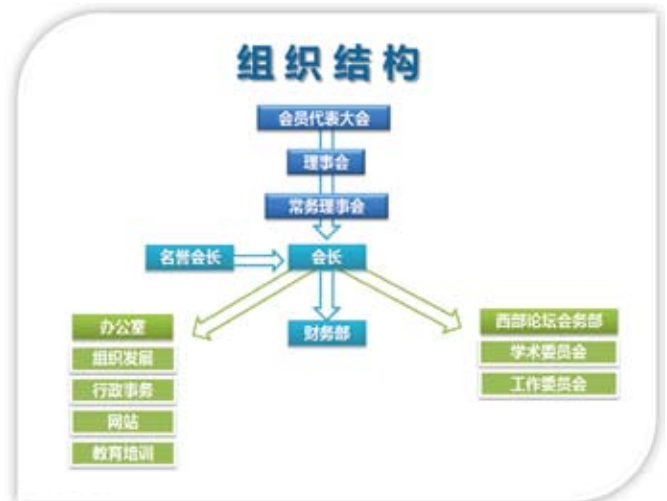 组织结构
会员代表大会
理事会
常务理事会
名誉会长
会长
办公室
组织发展
行政事务
网站
教育培训
财务部
西部论坛会务部
学术委员会
工作委员会